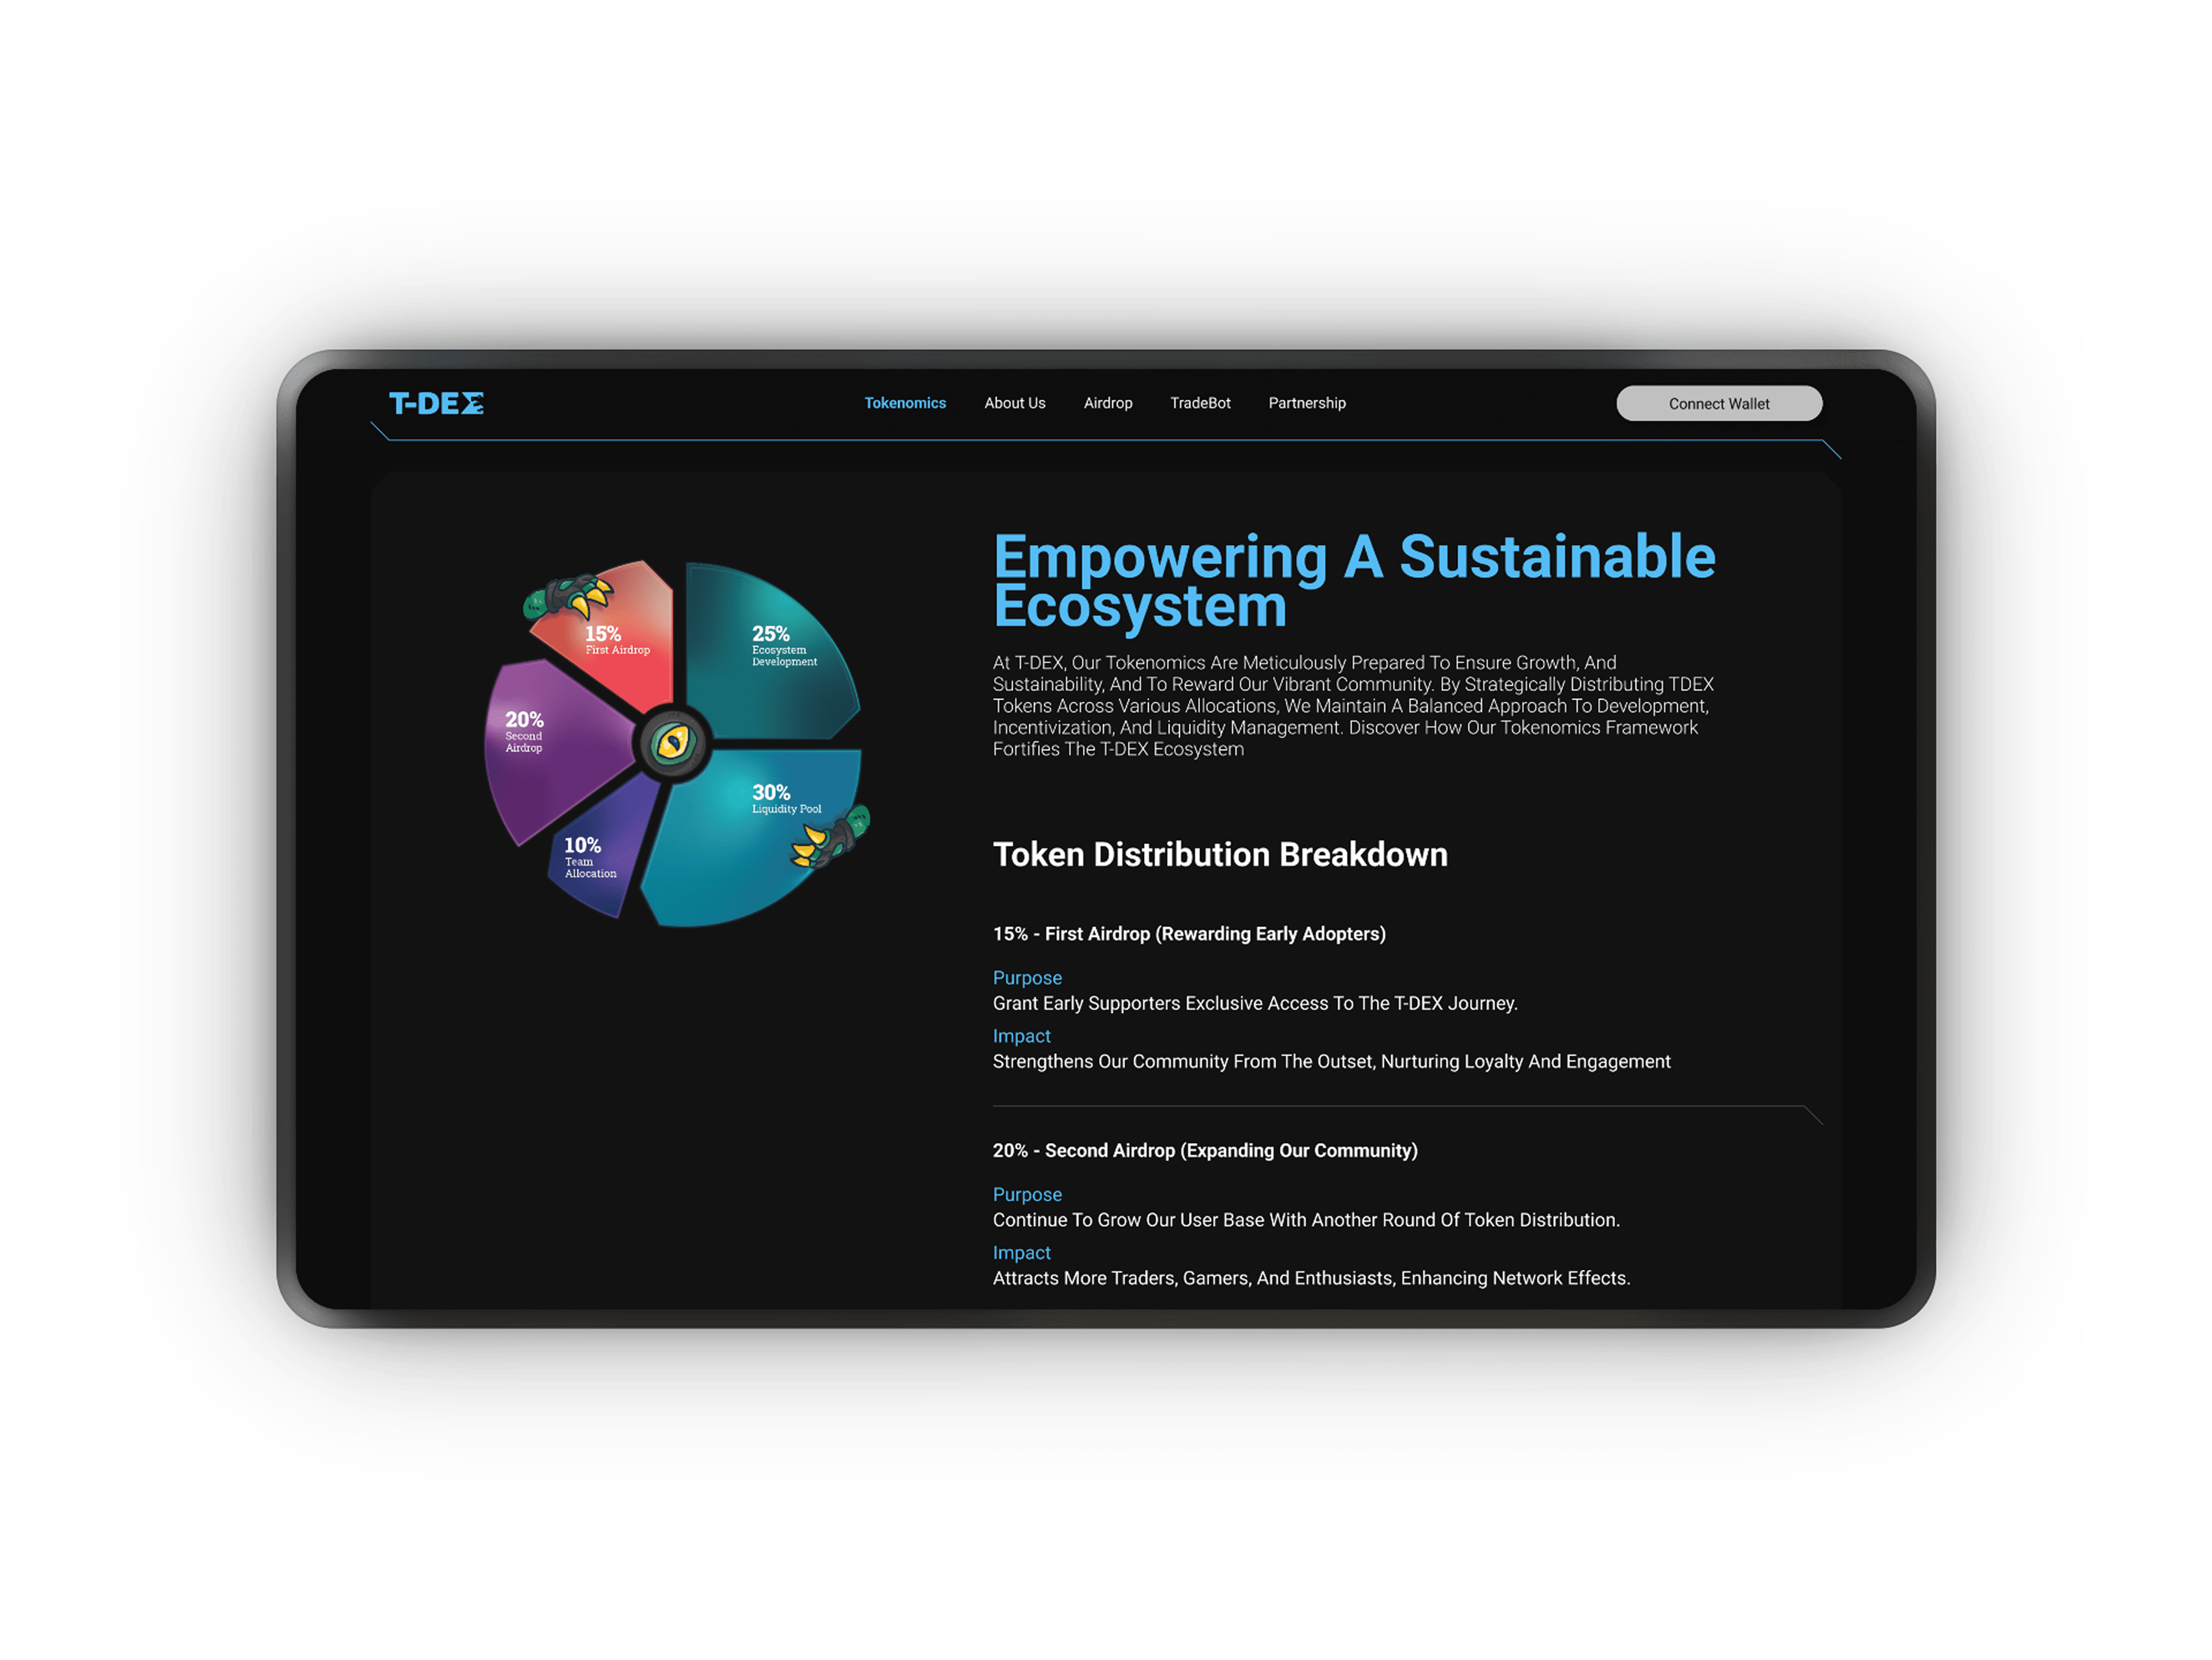 T-DEX
Tokenomics
About Us
Airdrop
TradeBot
Partnership
Connect Wallet
15%
First Airdrop
25%
Ecosystem
Development
20%
Second
Airdrop
30%
Liquidity Pool
10%
Team
Allocation
Empowering A Sustainable
Ecosystem
At T-DEX, Our Tokenomics Are Meticulously Prepared To Ensure Growth, And
Sustainability, And To Reward Our Vibrant Community. By Strategically Distributing TDEX
Tokens Across Various Allocations, We Maintain A Balanced Approach To Development,
Incentivization, And Liquidity Management. Discover How Our Tokenomics Framework
Fortifies The T-DEX Ecosystem
Token Distribution Breakdown
15% - First Airdrop (Rewarding Early Adopters)
Purpose
Grant Early Supporters Exclusive Access To The T-DEX Journey.
Impact
Strengthens Our Community From The Outset, Nurturing Loyalty And Engagement
20% - Second Airdrop (Expanding Our Community)
Purpose
Continue To Grow Our User Base With Another Round Of Token Distribution.
Impact
Attracts More Traders, Gamers, And Enthusiasts, Enhancing Network Effects.